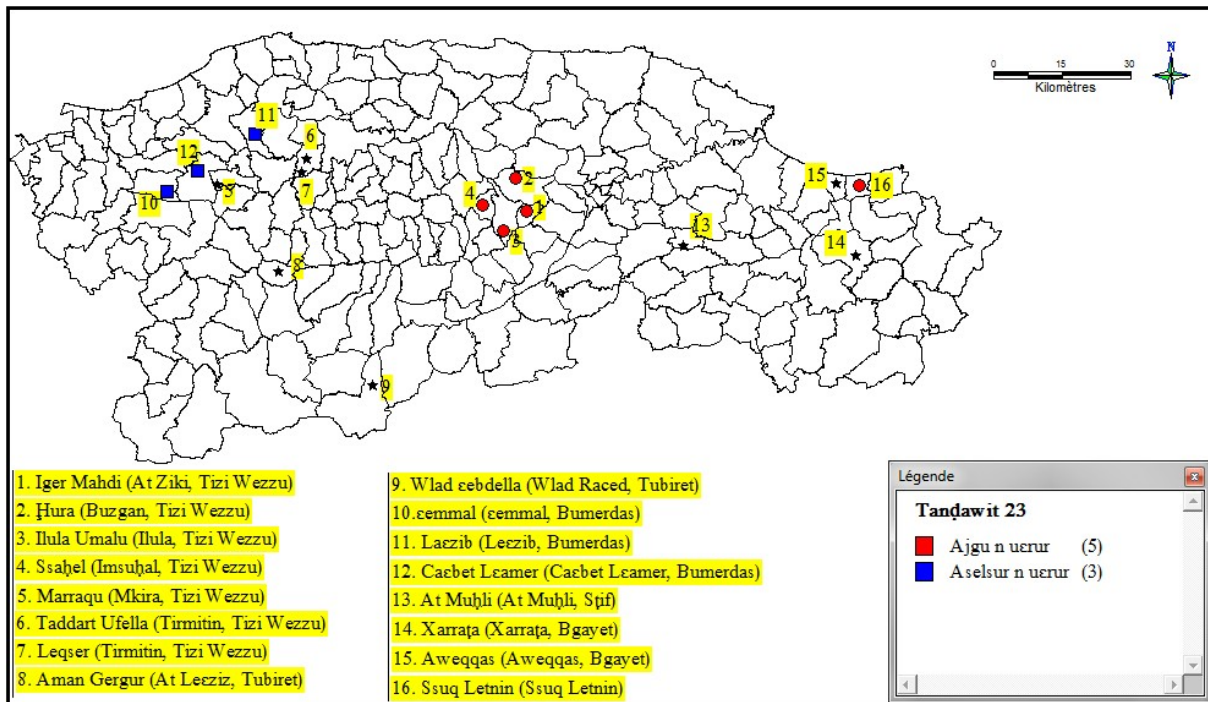 N
0 15 30
Kilomètres
11
6
12
7
10
5
2
4
1
3
15
16
13
14
8
9
1. Iger Mahdi (At Ziki, Tizi Wezzu)
2. Ḥura (Buzgan, Tizi Wezzu)
3. Ilula Umalu (Ilula, Tizi Wezzu)
4. Ssaḥel (Imsuḥal, Tizi Wezzu)
5. Marraqu (Mkira, Tizi Wezzu)
6. Taddart Ufella (Tirmitin, Tizi Wezzu)
7. Leqser (Tirmitin, Tizi Wezzu)
8. Aman Gergur (At Leɛziz, Tubiret)
9. Wlad ɛebdella (Wlad Raced, Tubiret)
10.ɛemmal (ɛemmal, Bumerdas)
11. Laɛzib (Leɛzib, Bumerdas)
12. Caɛbet Lɛamer (Caɛbet Lɛamer, Bumerdas)
13. At Muḥli (At Muḥli, Sṭif)
14. Xarraṭa (Xarraṭa, Bgayet)
15. Aweqqas (Aweqqas, Bgayet)
16. Ssuq Letnin (Ssuq Letnin)
Légende
Tanḍawit 23
Ajgu n uɛrur (5)
Aselsur n uɛrur (3)